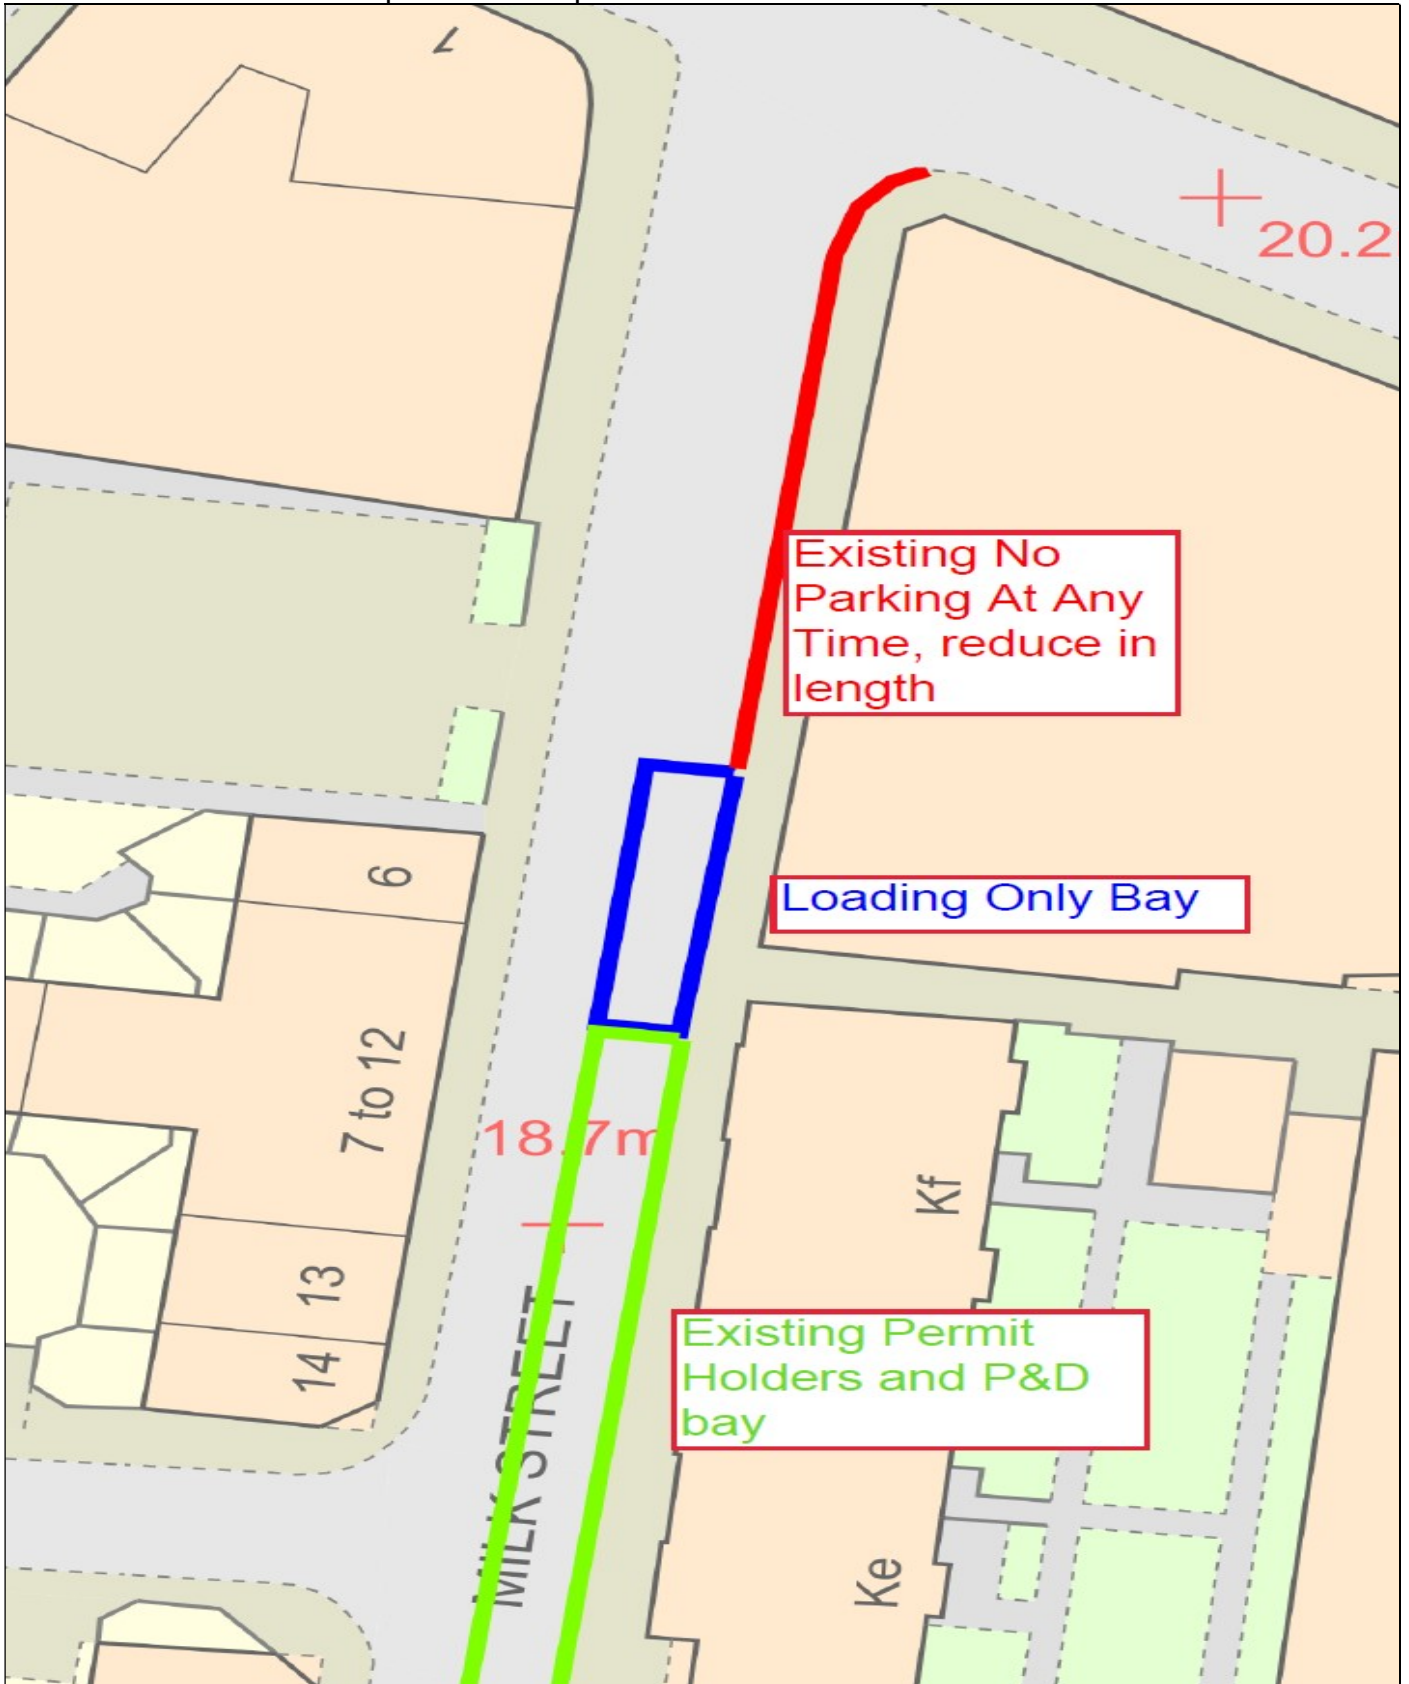 1
20.2
Existing No
Parking At Any
Time, reduce in
length
6
Loading Only Bay
7 to 12
18.7m
Kf
13
14
MILK STREET
Existing Permit
Holders and P&D
bay
Ke